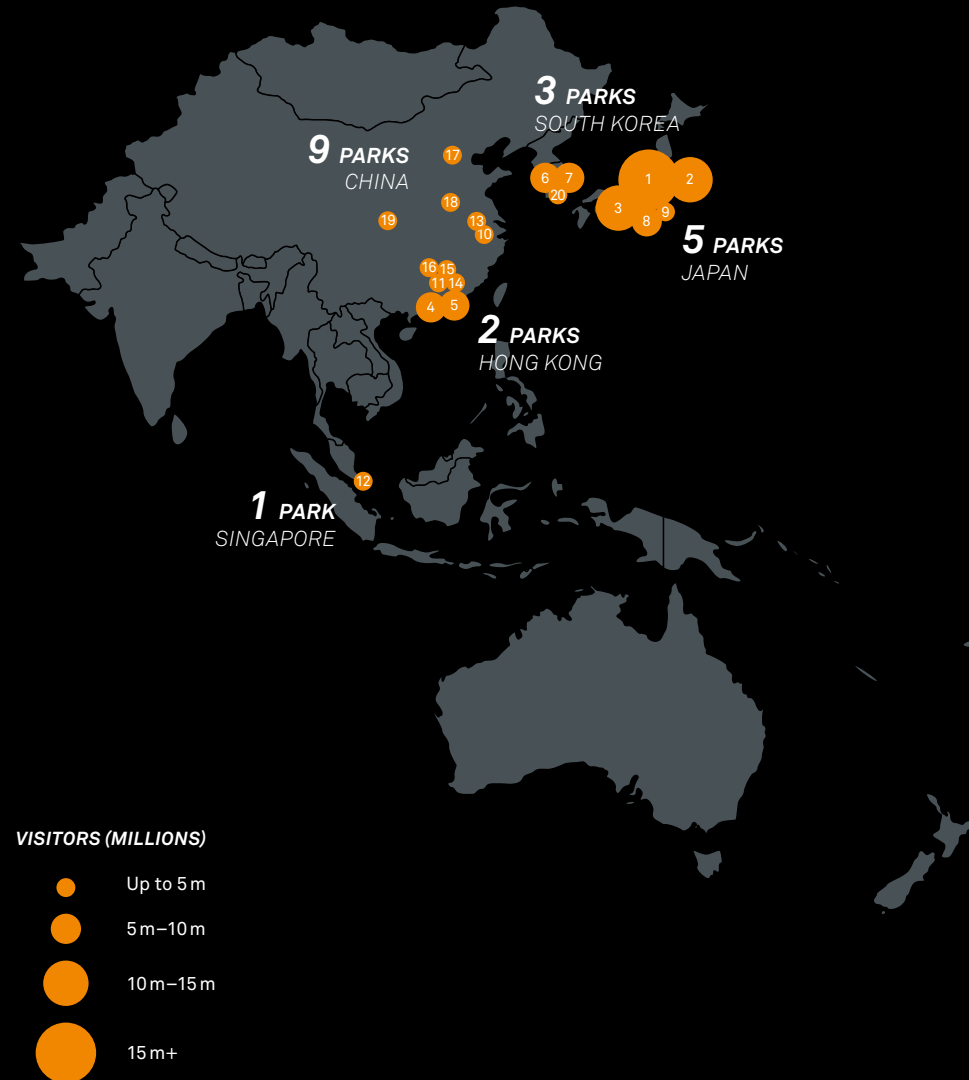 3 PARKS
SOUTH KOREA
9 PARKS
CHINA
17
6
7
20
1
2
3
8
9
18
19
13
10
5 PARKS
JAPAN
16
15
11
14
4
5
2 PARKS
HONG KONG
12
1 PARK
SINGAPORE
VISITORS (MILLIONS)
Up to 5 m
5 m–10 m
10 m–15 m
15 m+